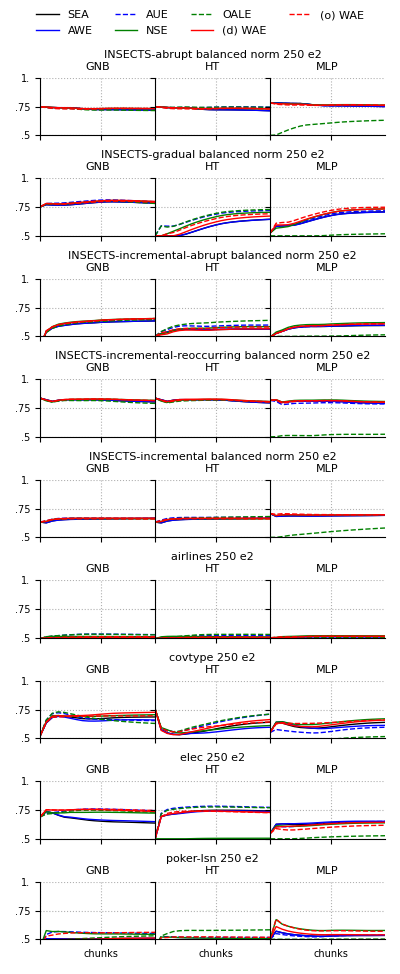 SEA AUE OALE (o) WAE
AWE NSE (d) WAE
INSECTS-abrupt balanced norm 250 e2
GNB HT MLP
1.
.75
.5
INSECTS-gradual balanced norm 250 e2
GNB HT MLP
1.
.75
.5
INSECTS-incremental-abrupt balanced norm 250 e2
GNB HT MLP
1.
.75
.5
INSECTS-incremental-reoccurring balanced norm 250 e2
GNB HT MLP
1.
.75
.5
INSECTS-incremental balanced norm 250 e2
GNB HT MLP
1.
.75
.5
airlines 250 e2
GNB HT MLP
1.
.75
.5
covtype 250 e2
GNB HT MLP
1.
.75
.5
elec 250 e2
GNB HT MLP
1.
.75
.5
poker-lsn 250 e2
GNB HT MLP
1.
.75
.5
chunks chunks chunks